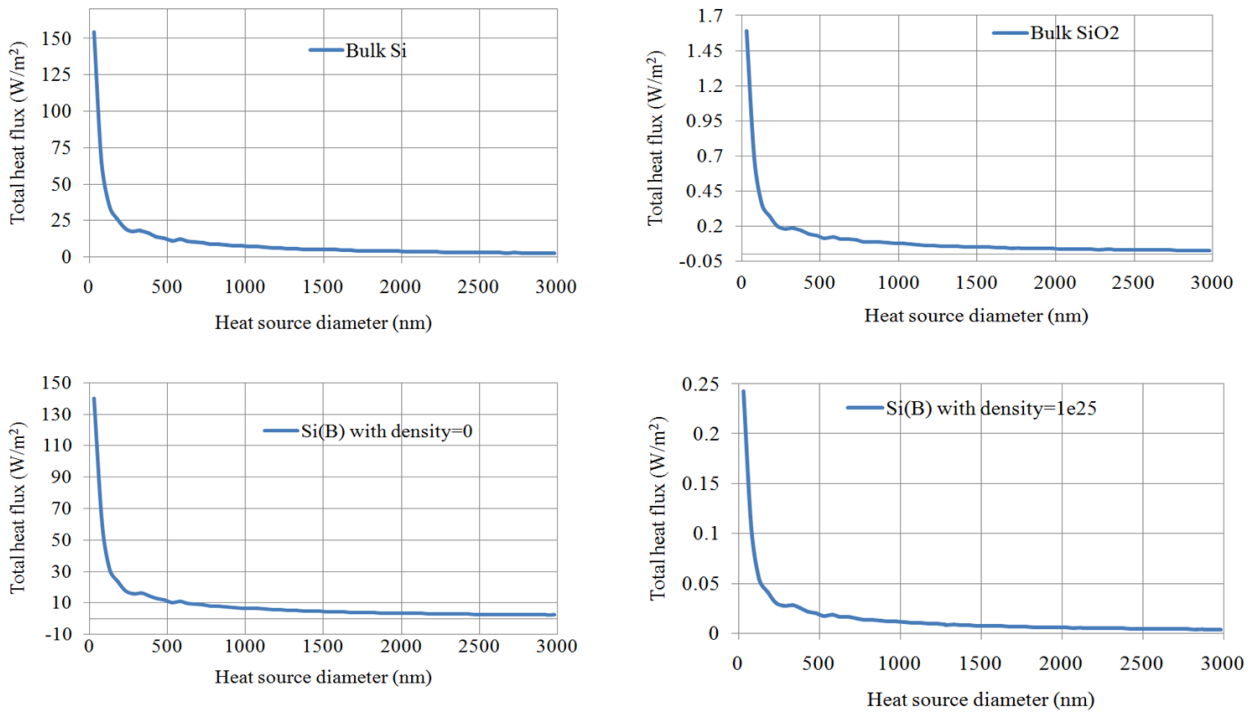 Total heat flux (W/m²)
150
125
100
75
50
25
0
Bulk Si
0 500 1000 1500 2000 2500 3000
Heat source diameter (nm)
Total heat flux (W/m²)
1.7
1.45
1.2
0.95
0.7
0.45
0.2
-0.05
Bulk SiO2
0 500 1000 1500 2000 2500 3000
Heat source diameter (nm)
Total heat flux (W/m²)
150
130
110
90
70
50
30
10
-10
Si(B) with density=0
0 500 1000 1500 2000 2500 3000
Heat source diameter (nm)
Total heat flux (W/m²)
0.25
0.2
0.15
0.1
0.05
0
Si(B) with density=1e25
0 500 1000 1500 2000 2500 3000
Heat source diameter (nm)